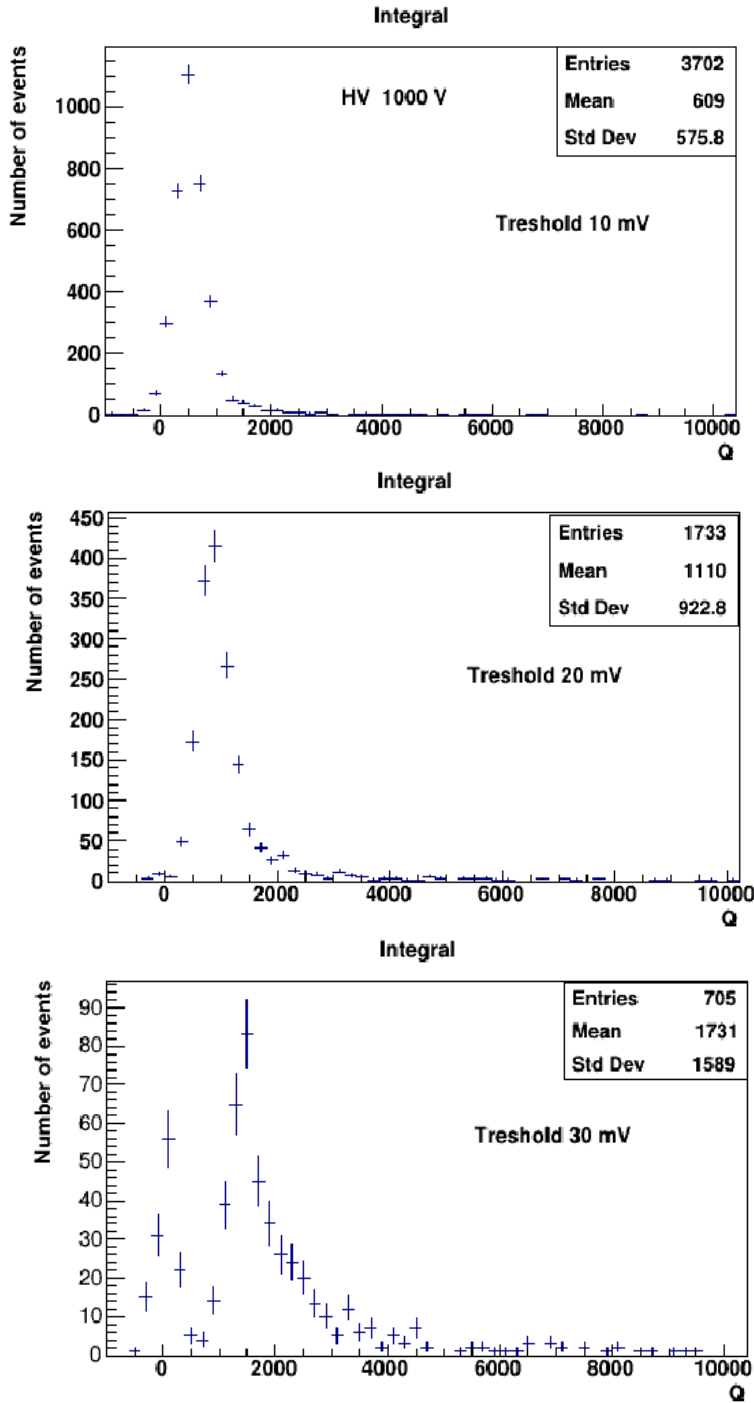 Integral
Number of events
HV 1000 V
Entries 3702
Mean 609
Std Dev 575.8
Treshold 10 mV
1000
800
600
400
200
0
0 2000 4000 6000 8000 10000
Q
Integral
Number of events
Entries 1733
Mean 1110
Std Dev 922.8
Treshold 20 mV
450
400
350
300
250
200
150
100
50
0
0 2000 4000 6000 8000 10000
Q
Integral
Number of events
Entries 705
Mean 1731
Std Dev 1589
Treshold 30 mV
90
80
70
60
50
40
30
20
10
0
0 2000 4000 6000 8000 10000
Q